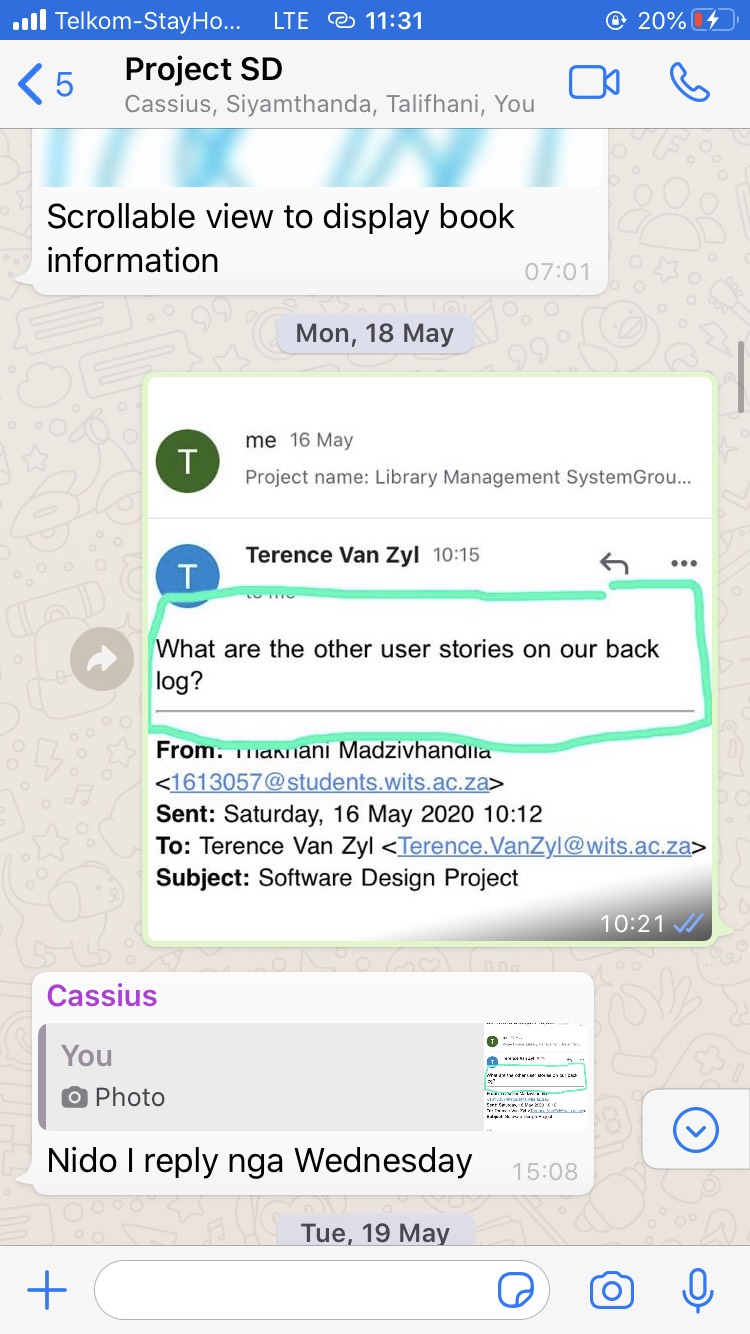 Telkom-StayHo... LTE 11:31 20%
5 Project SD
Cassius, Siyamthanda, Talifhani, You
Scrollable view to display book
information
07:01
Mon, 18 May
T me 16 May
Project name: Library Management SystemGrou...
T Terence Van Zyl 10:15
to me
What are the other user stories on our back
log?
From: Thakhani Madzivhandila
<1613057@students.wits.ac.za>
Sent: Saturday, 16 May 2020 10:12
To: Terence Van Zyl <Terence.VanZyl@wits.ac.za>
Subject: Software Design Project
10:21
Cassius
You
Photo
Nido I reply nga Wednesday
15:08
Tue, 19 May